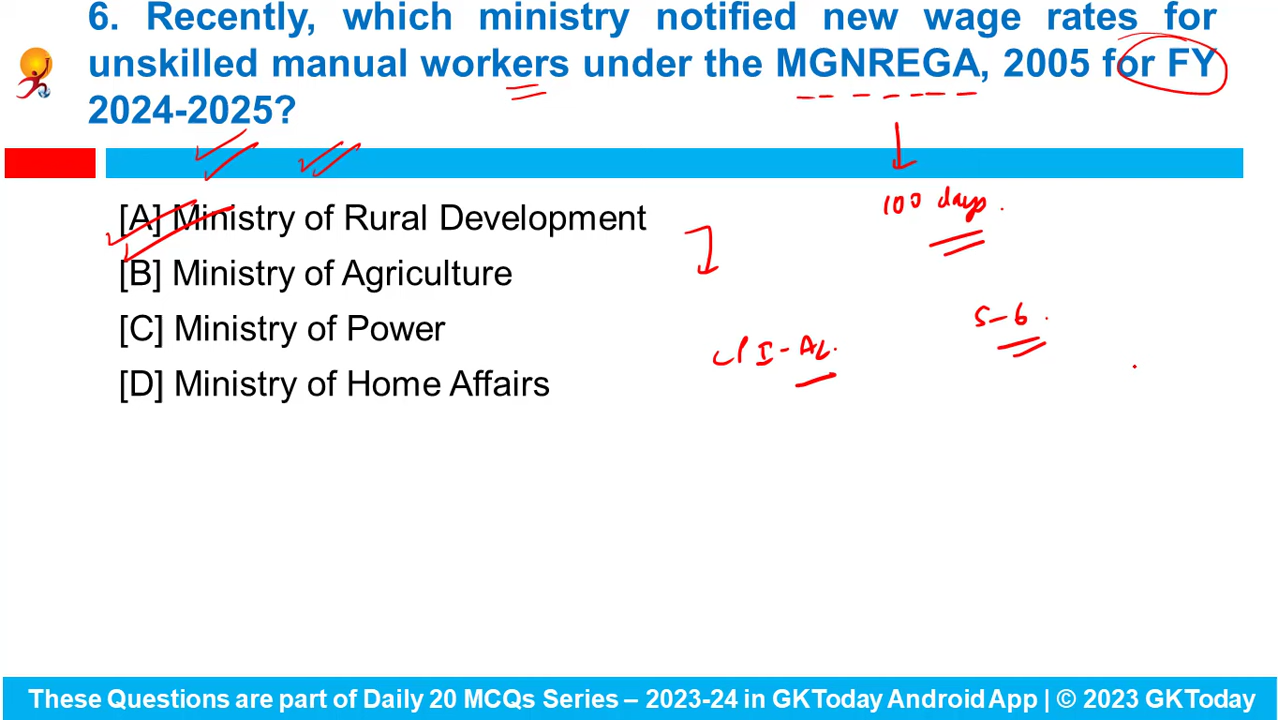 6. Recently, which ministry notified new wage rates for
unskilled manual workers under the MGNREGA, 2005 for FY
2024-2025?
100 days.
[A] Ministry of Rural Development
[B] Ministry of Agriculture
5-6.
[C] Ministry of Power
CPI-AL.
[D] Ministry of Home Affairs
These Questions are part of Daily 20 MCQs Series – 2023-24 in GKToday Android App | © 2023 GKToday